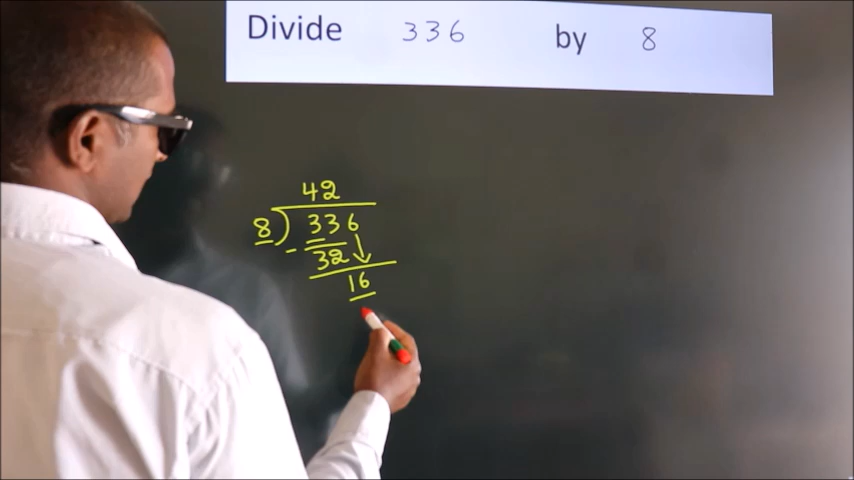 Divide 336 by 8
42
8 ) 336
- 32 ↓
16